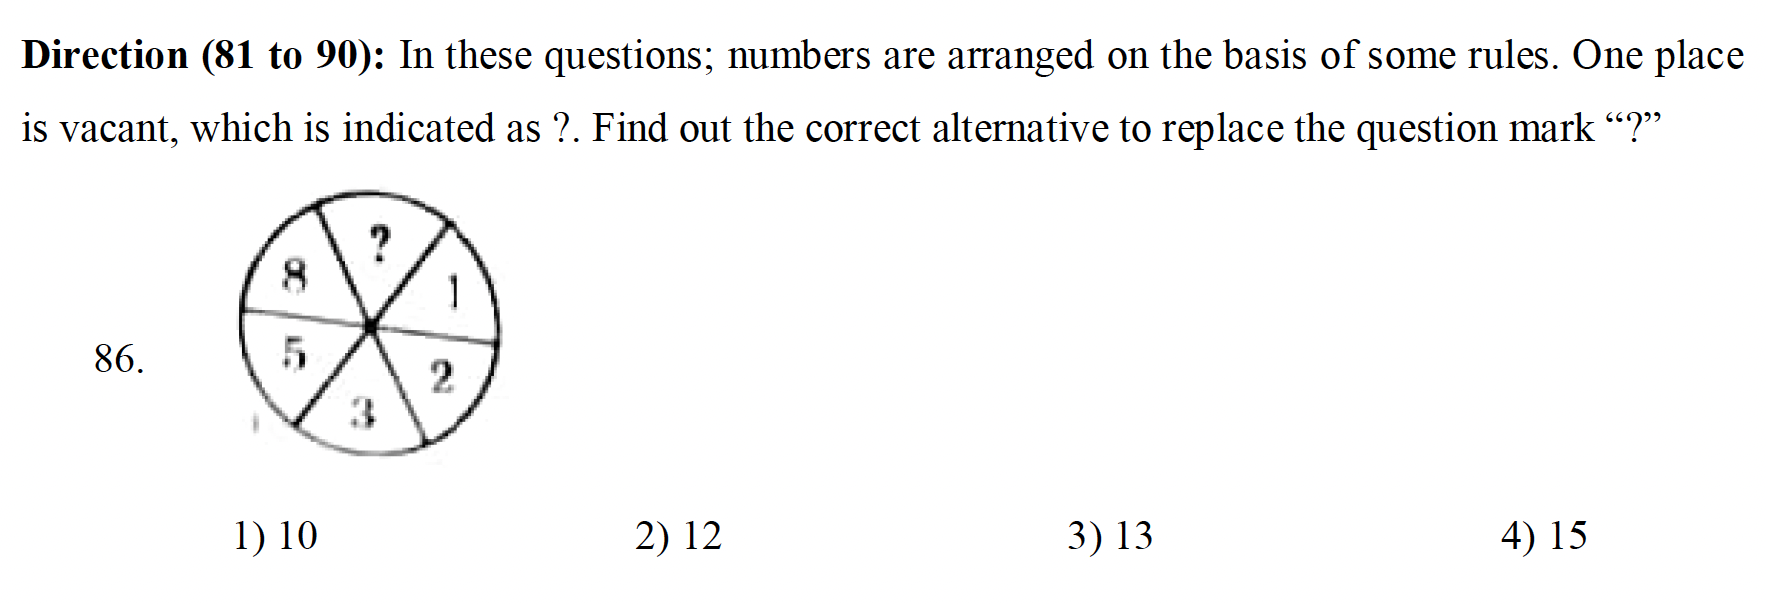 Direction (81 to 90): In these questions; numbers are arranged on the basis of some rules. One place
is vacant, which is indicated as ?. Find out the correct alternative to replace the question mark “?”
?
8
1
86.
5
2
3
1) 10 2) 12 3) 13 4) 15